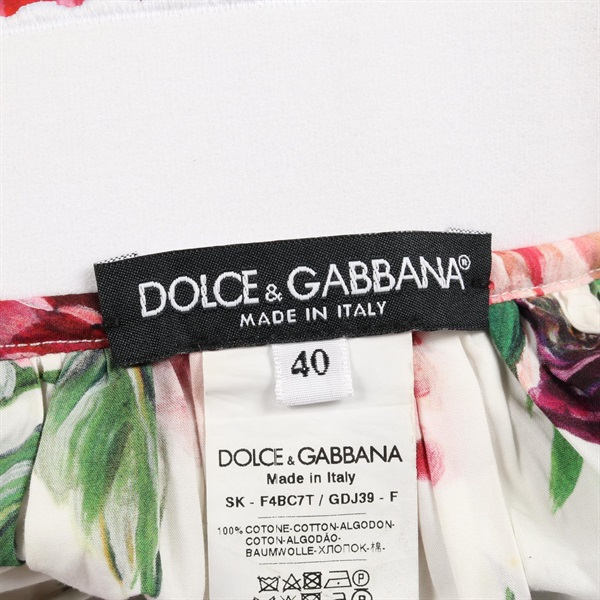 DOLCE & GABBANA®
MADE IN ITALY
40
DOLCE & GABBANA
Made in Italy
SK - F4BC7T / GDJ39 - F
100% COTONE-COTTON-ALGODON-
COTON-ALGODÃO-
BAUMWOLLE-ХЛОПОК-棉-
P